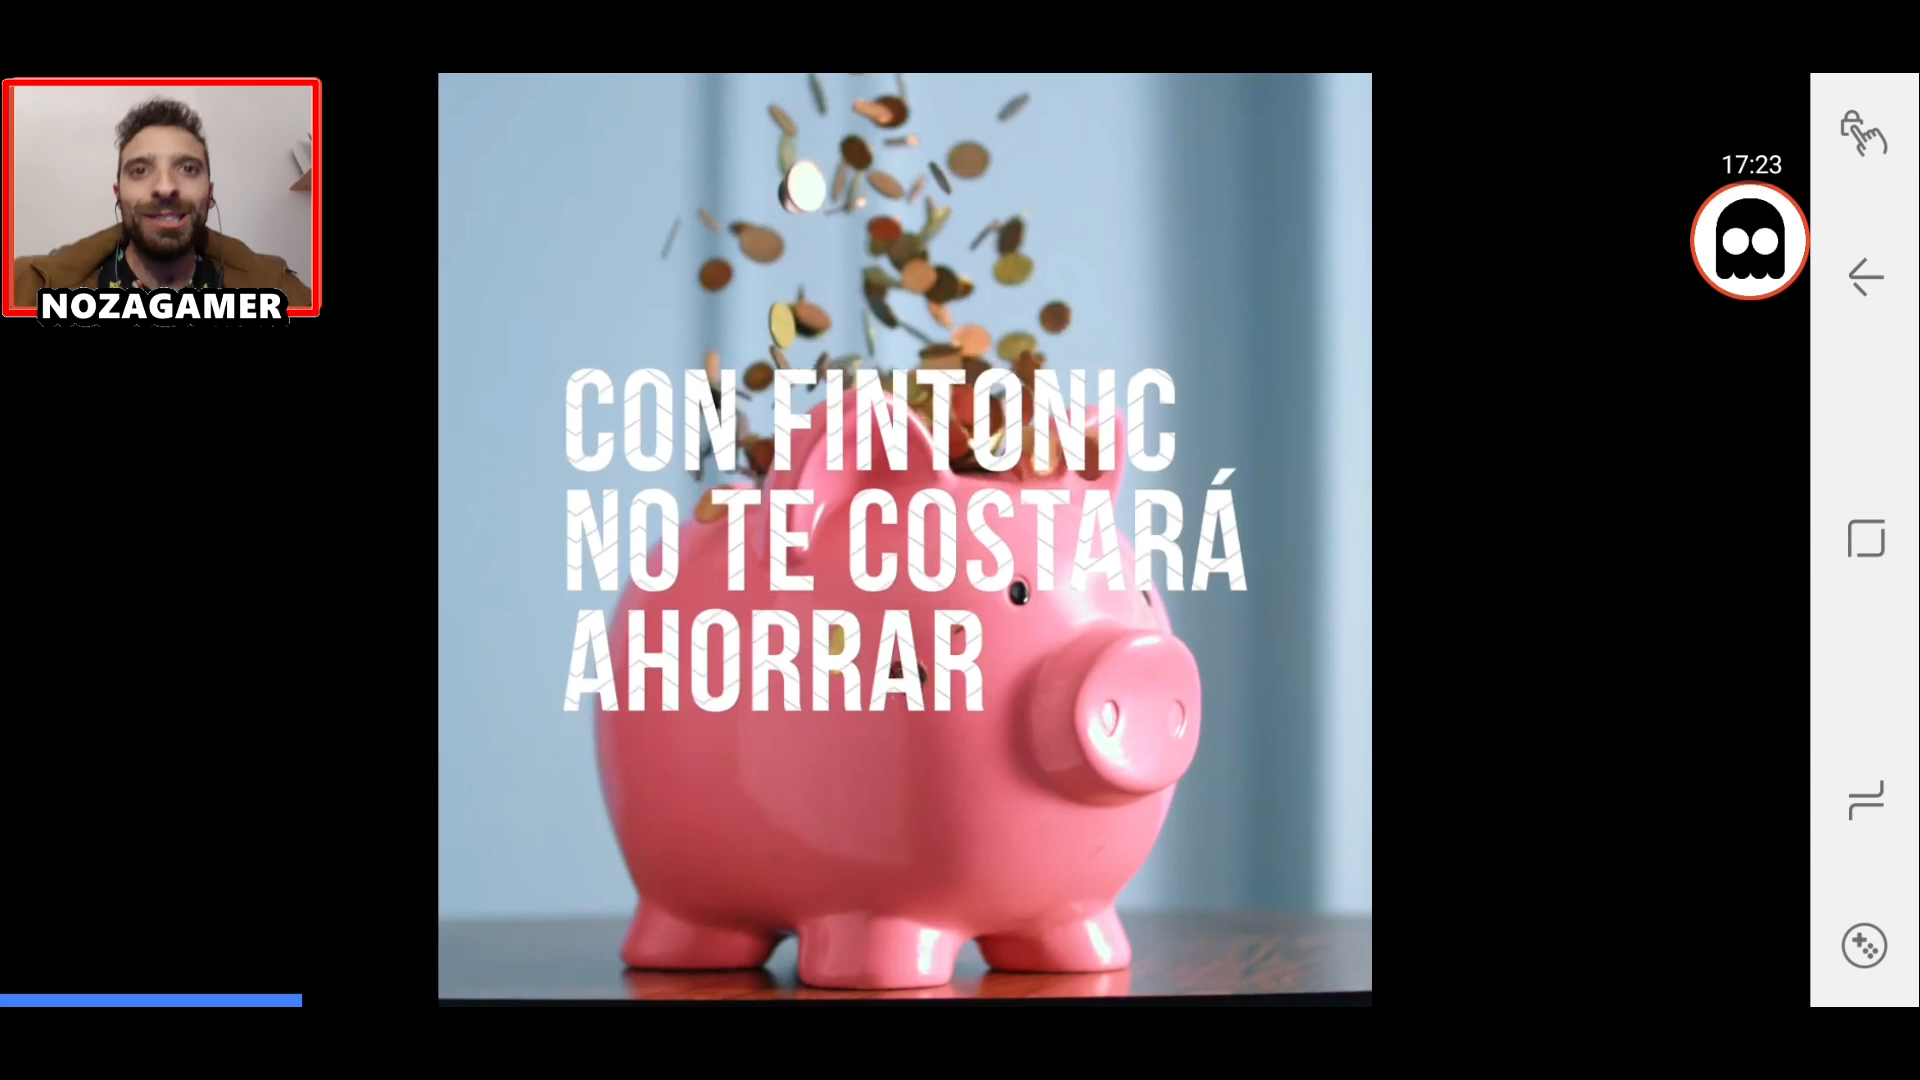 NOZAGAMER
17:23
CON FINTONIC
NO TE COSTARÁ
AHORRAR